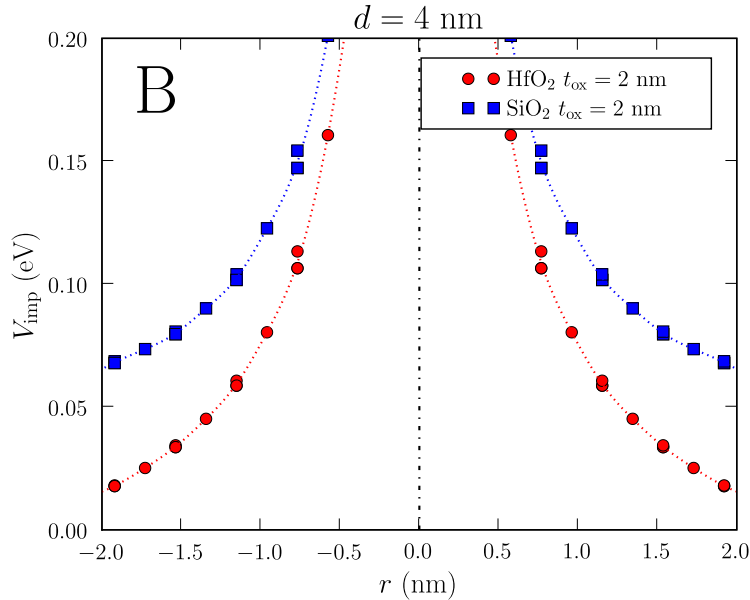 d = 4 nm
B
HfO₂ tₒₓ = 2 nm
SiO₂ tₒₓ = 2 nm
V_imp (eV)
0.20
0.15
0.10
0.05
0.00
−2.0 −1.5 −1.0 −0.5 0.0 0.5 1.0 1.5 2.0
r (nm)